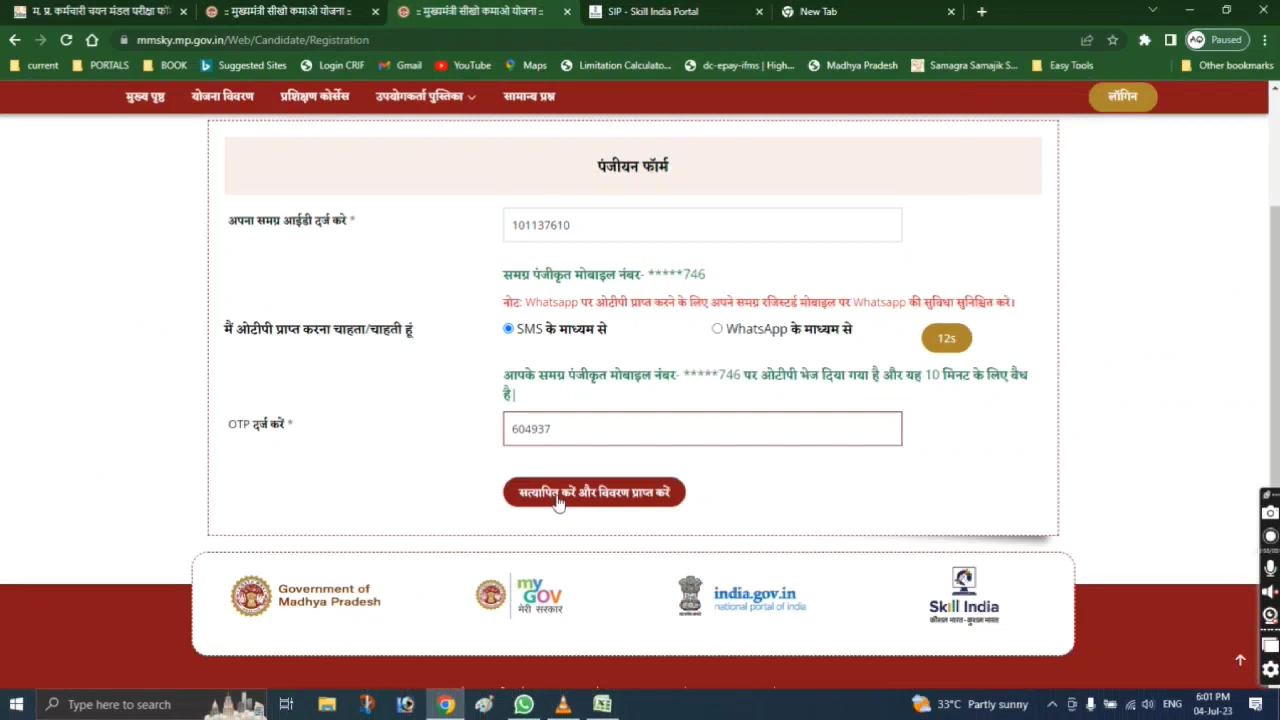 म. प्र. कर्मचारी चयन मंडल परीक्षा पर्फ
:: मुख्यमंत्री सीखो कमाओ योजना ::
:: मुख्यमंत्री सीखो कमाओ योजना ::
SIP - Skill India Portal
New Tab
mmsky.mp.gov.in/Web/Candidate/Registration
Paused
current
PORTALS
BOOK
Suggested Sites
Login CRIF
Gmail
YouTube
Maps
Limitation Calculato...
dc-epay-ifms | High...
Madhya Pradesh
Samagra Samajik S...
Easy Tools
Other bookmarks
मुख्य पृष्ठ
योजना विवरण
प्रशिक्षण कोर्सेस
उपयोगकर्ता पुस्तिका
सामान्य प्रश्न
लॉगिन
पंजीयन फॉर्म
अपना समग्र आईडी दर्ज करे *
101137610
समग्र पंजीकृत मोबाइल नंबर- *****746
नोट: Whatsapp पर ओटीपी प्राप्त करने के लिए अपने समग्र रजिस्टर्ड मोबाइल पर Whatsapp की सुविधा सुनिश्चित करें।
मैं ओटीपी प्राप्त करना चाहता/चाहती हूं
SMS के माध्यम से
WhatsApp के माध्यम से
12s
आपके समग्र पंजीकृत मोबाइल नंबर- *****746 पर ओटीपी भेज दिया गया है और यह 10 मिनट के लिए वैध
है|
OTP दर्ज करें *
604937
सत्यापित करें और विवरण प्राप्त करें
Government of
Madhya Pradesh
my
GOV
मेरी सरकार
india.gov.in
national portal of India
Skill India
कौशल भारत - कुशल भारत
Type here to search
33°C Partly sunny
ENG
6:01 PM
04-Jul-23